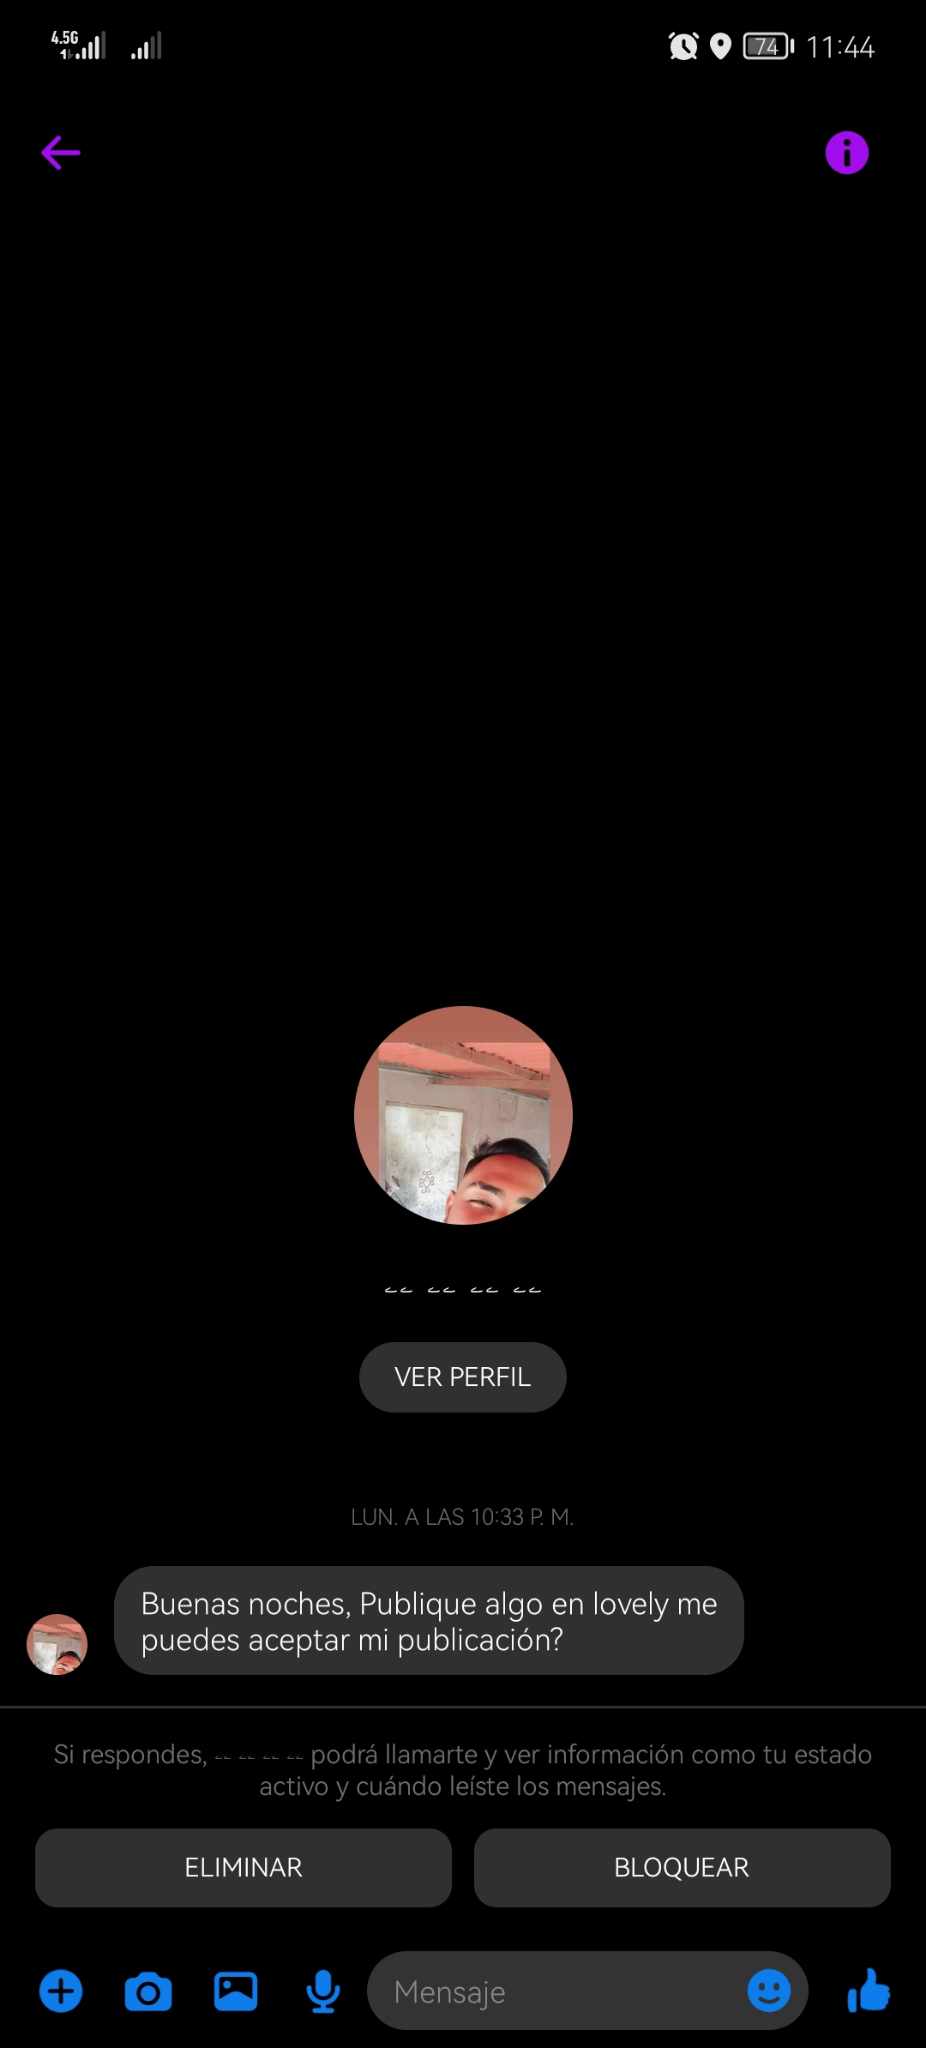 4.5G
74 11:44
VER PERFIL
LUN. A LAS 10:33 P. M.
Buenas noches, Publique algo en lovely me
puedes aceptar mi publicación?
Si respondes, podrá llamarte y ver información como tu estado
activo y cuándo leíste los mensajes.
ELIMINAR BLOQUEAR
Mensaje